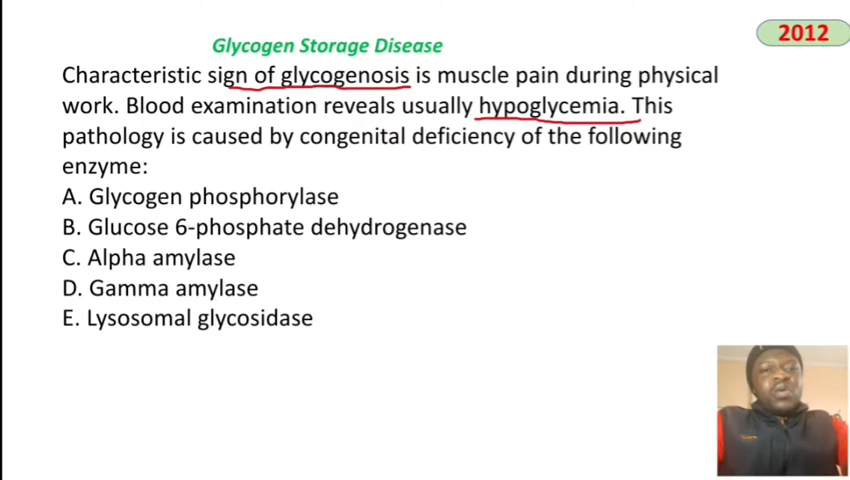 2012
Glycogen Storage Disease
Characteristic sign of glycogenosis is muscle pain during physical
work. Blood examination reveals usually hypoglycemia. This
pathology is caused by congenital deficiency of the following
enzyme:
A. Glycogen phosphorylase
B. Glucose 6-phosphate dehydrogenase
C. Alpha amylase
D. Gamma amylase
E. Lysosomal glycosidase